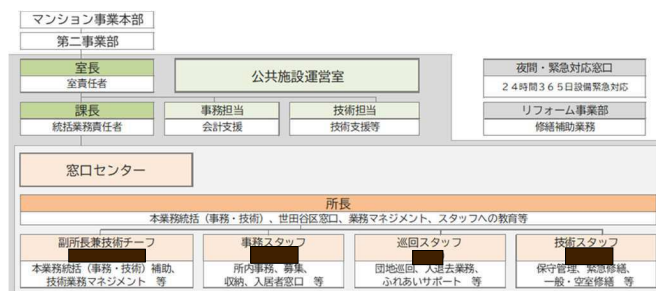 マンション事業本部
第二事業部
室長
室責任者
公共施設運営室
夜間・緊急対応窓口
24時間365日設備緊急対応
課長
統括業務責任者
事務担当
会計支援
技術担当
技術支援等
リフォーム事業部
修繕補助業務
窓口センター
所長
本業務統括（事務・技術）、世田谷区窓口、業務マネジメント、スタッフへの教育等
副所長兼技術チーフ
本業務統括（事務・技術）補助、
技術業務マネジメント 等
事務スタッフ
所内事務、募集、
収納、入居者窓口 等
巡回スタッフ
団地巡回、入退去業務、
ふれあいサポート 等
技術スタッフ
保守管理、緊急修繕、
一般・空室修繕 等